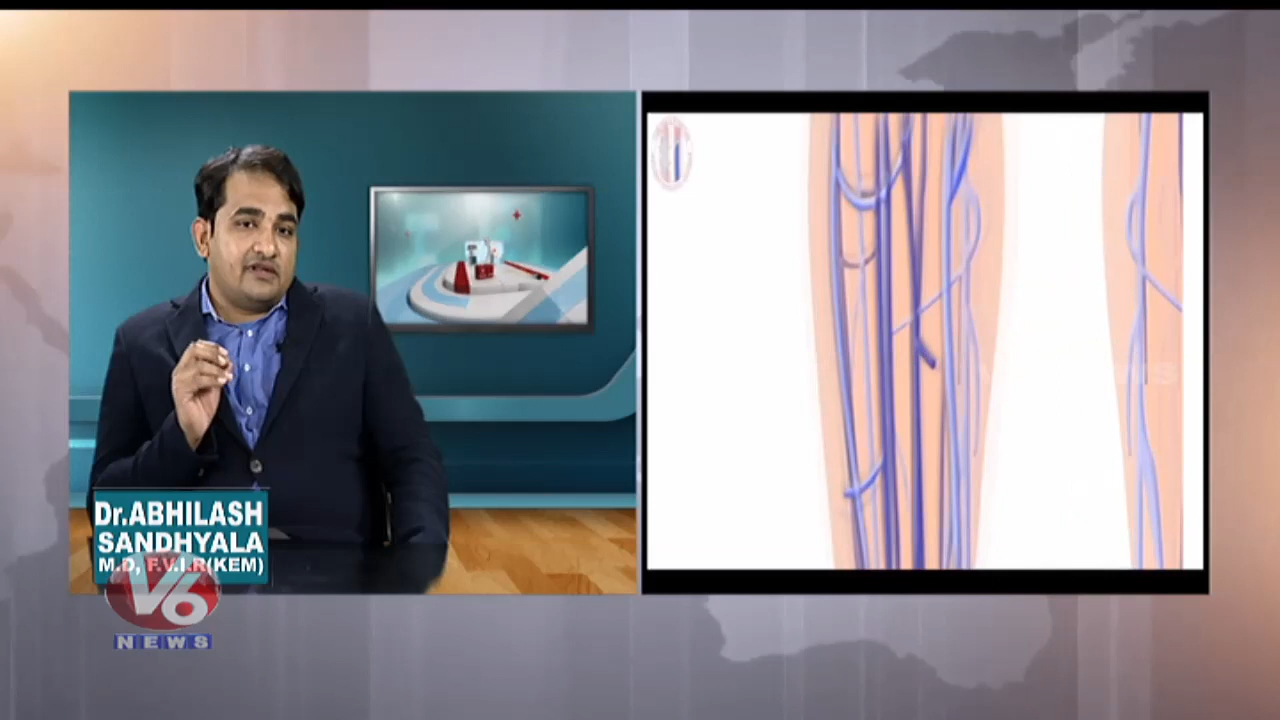 Dr.ABHILASH
SANDHYALA
M.D, F.V.I.R(KEM)
V6
NEWS